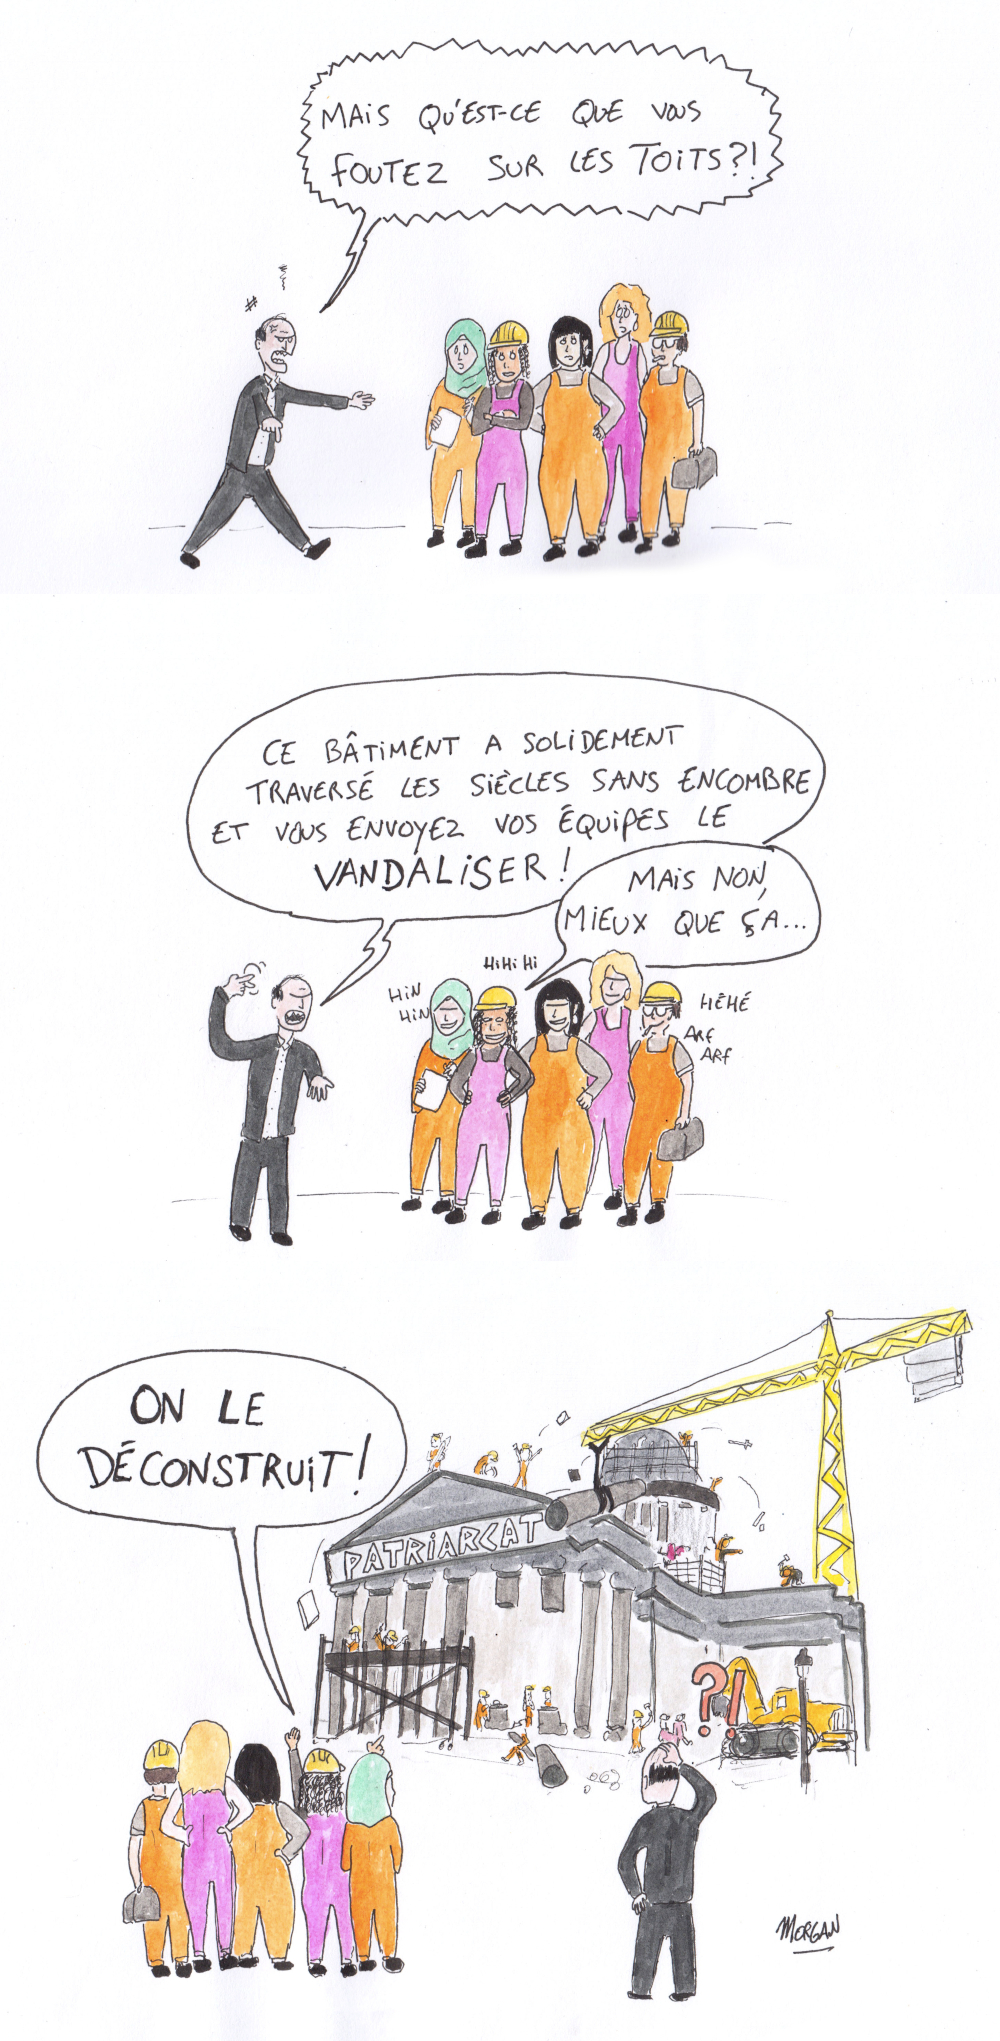 MAIS QU'EST-CE QUE VOUS
FOUTEZ SUR LES TOITS?!
#
CE BÂTIMENT A SOLIDEMENT
TRAVERSÉ LES SIÈCLES SANS ENCOMBRE
ET VOUS ENVOYEZ VOS ÉQUIPES LE
VANDALISER!
MAIS NON,
MIEUX QUE ÇA...
HIN
HIN
HIHIHI
HÉHÉ
ARF
ARF
ON LE
DÉCONSTRUIT!
PATRIARCAT
?!
MORGAN